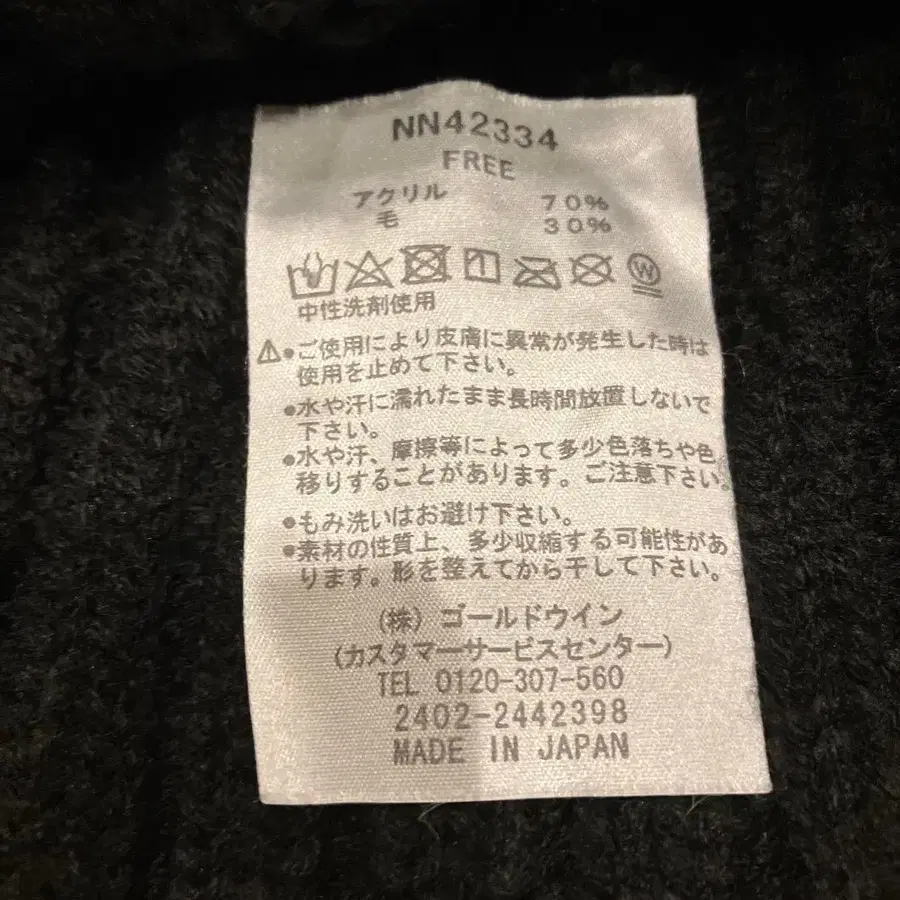 NN42334
FREE
アクリル 70%
毛 30%
中性洗剤使用
•ご使用により皮膚に異常が発生した時は
使用を止めて下さい。
•水や汗に濡れたまま長時間放置しないで
下さい。
•水や汗、摩擦等によって多少色落ちや色
移りすることがあります。ご注意下さい。
•もみ洗いはお避け下さい。
•素材の性質上、多少収縮する可能性があ
ります。形を整えてから干して下さい。
(株) ゴールドウイン
(カスタマーサービスセンター)
TEL 0120-307-560
2402-2442398
MADE IN JAPAN